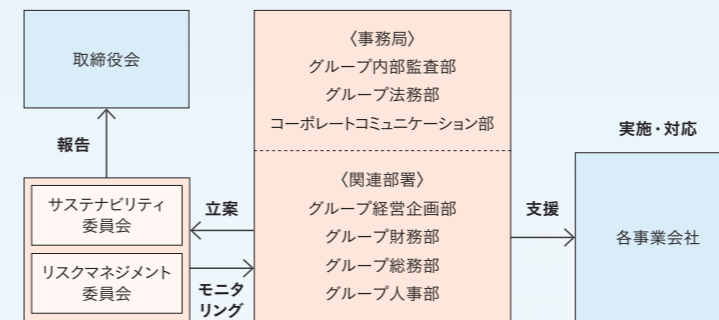 取締役会
報告
サステナビリティ
委員会
リスクマネジメント
委員会
立案
モニタ
リング
〈事務局〉
グループ内部監査部
グループ法務部
コーポレートコミュニケーション部
〈関連部署〉
グループ経営企画部
グループ財務部
グループ総務部
グループ人事部
支援
実施・対応
各事業会社